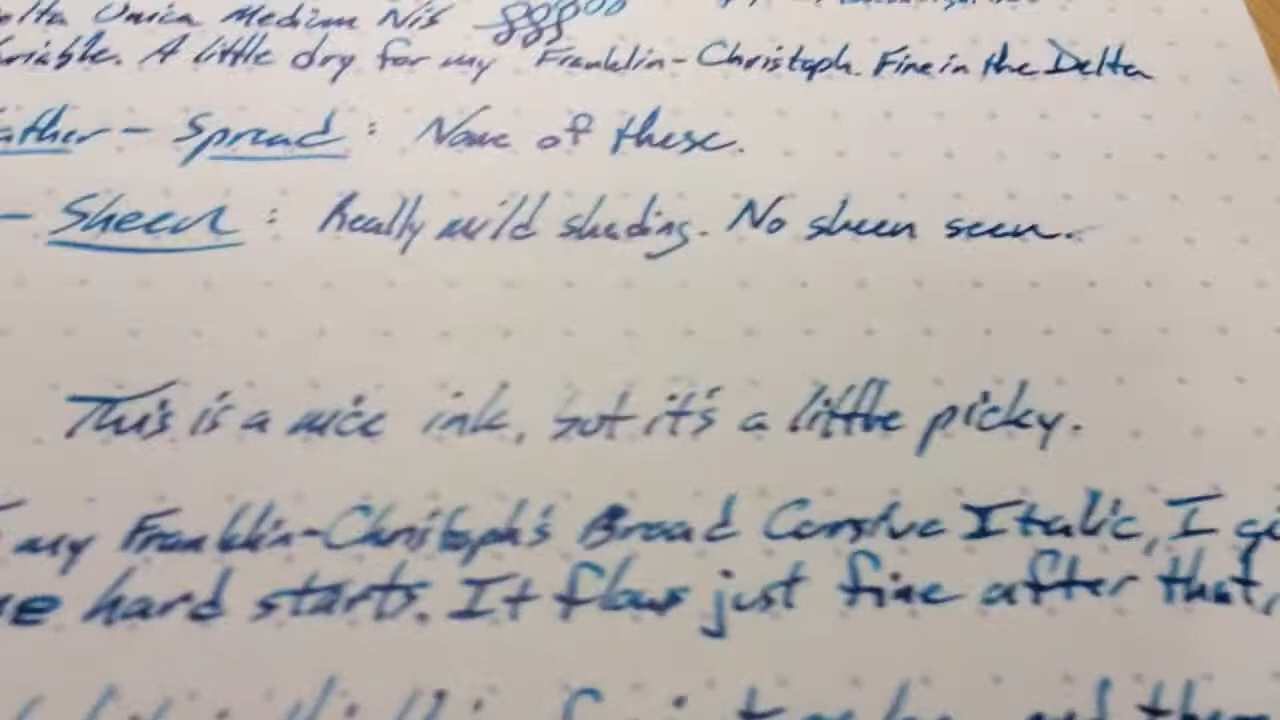 Unica Medium Nib
A little dry for my Franklin-Christoph. Fine in the Delta
- Spread: None of these.
- Sheen: Really mild shading. No sheen seen.
This is a nice ink, but it's a little picky.
my Franklin-Christoph's Broad Cursive Italic, I
hard starts. It flows just fine after that,